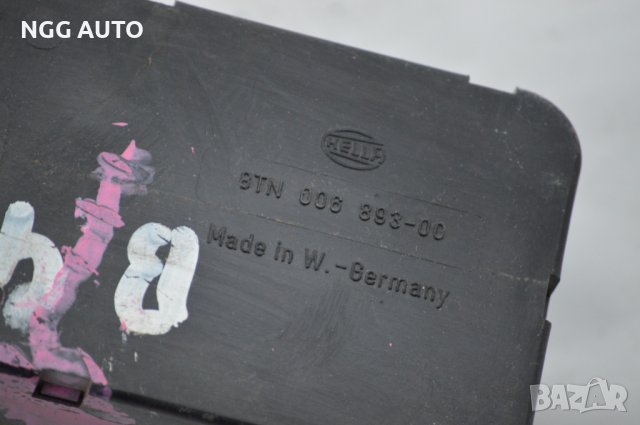 NGG AUTO
HELLA
8TN 006 893-00
Made in W.-Germany
bazar